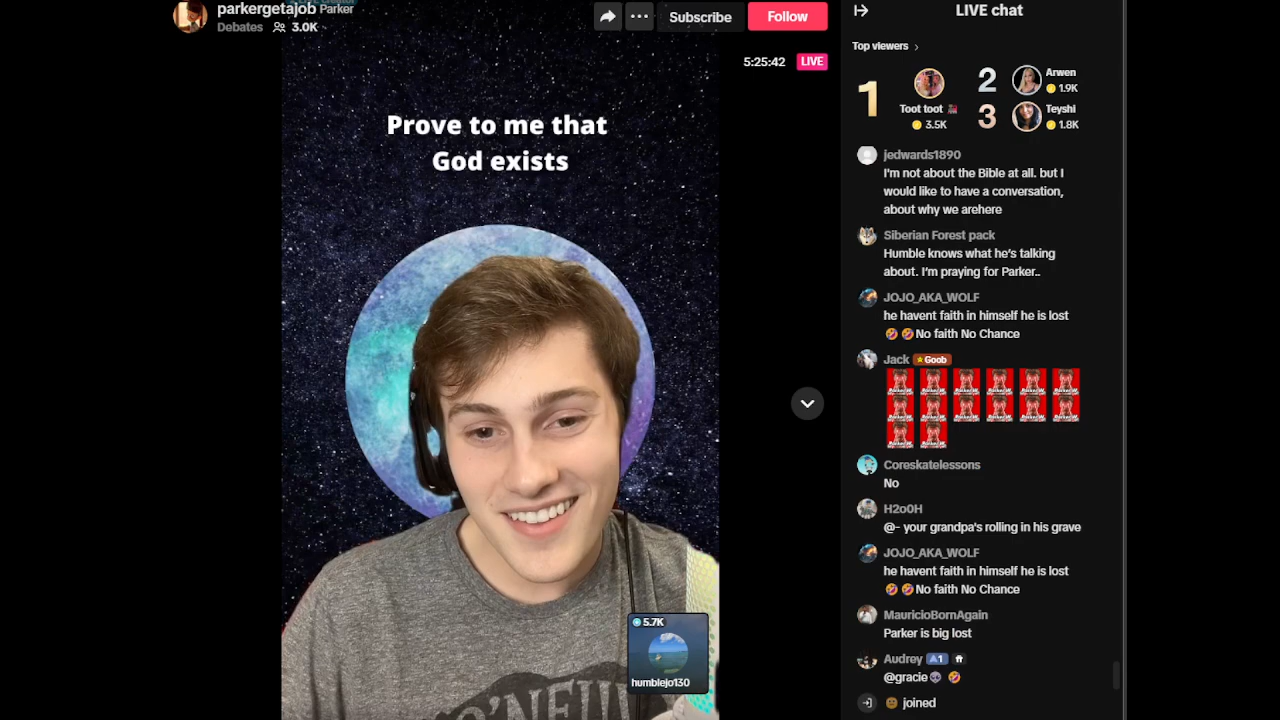 parkergetajob Parker
Debates 3.0K
Subscribe
Follow
5:25:42 LIVE
Prove to me that
God exists
5.7K
humblejo130
O'NEILL
LIVE chat
Top viewers
1
Toot toot
3.5K
2
Arwen
1.9K
3
Teyshi
1.8K
jedwards1890
I'm not about the Bible at all. but I
would like to have a conversation,
about why we arehere
Siberian Forest pack
Humble knows what he's talking
about. I'm praying for Parker..
JOJO_AKA_WOLF
he havent faith in himself he is lost
🤣 🤣No faith No Chance
Jack Goob
Coreskatelessons
No
H2o0H
@- your grandpa's rolling in his grave
JOJO_AKA_WOLF
he havent faith in himself he is lost
🤣 🤣No faith No Chance
MauricioBornAgain
Parker is big lost
Audrey 1
@gracie💀 🤣
joined